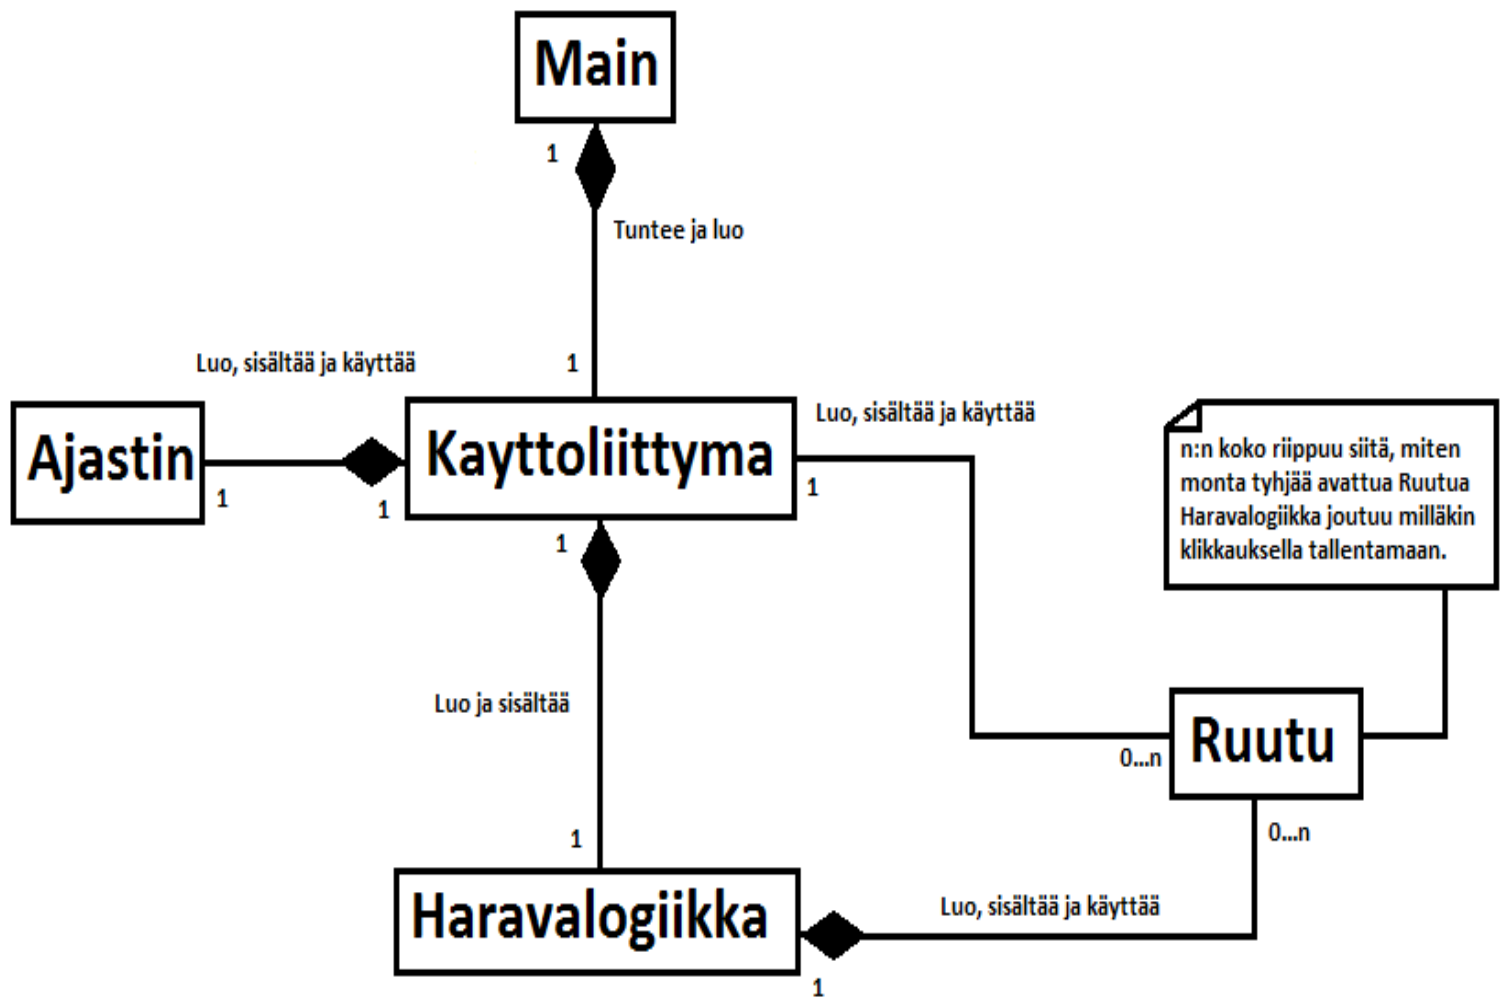 Main
1
Tuntee ja luo
Luo, sisältää ja käyttää
1
Luo, sisältää ja käyttää
Ajastin
Kayttoliittyma
n:n koko riippuu siitä, miten
monta tyhjää avattua Ruutua
Haravalogiikka joutuu milläkin
klikkauksella tallentamaan.
1
1
1
1
Luo ja sisältää
Ruutu
0...n
0...n
1
Haravalogiikka
Luo, sisältää ja käyttää
1